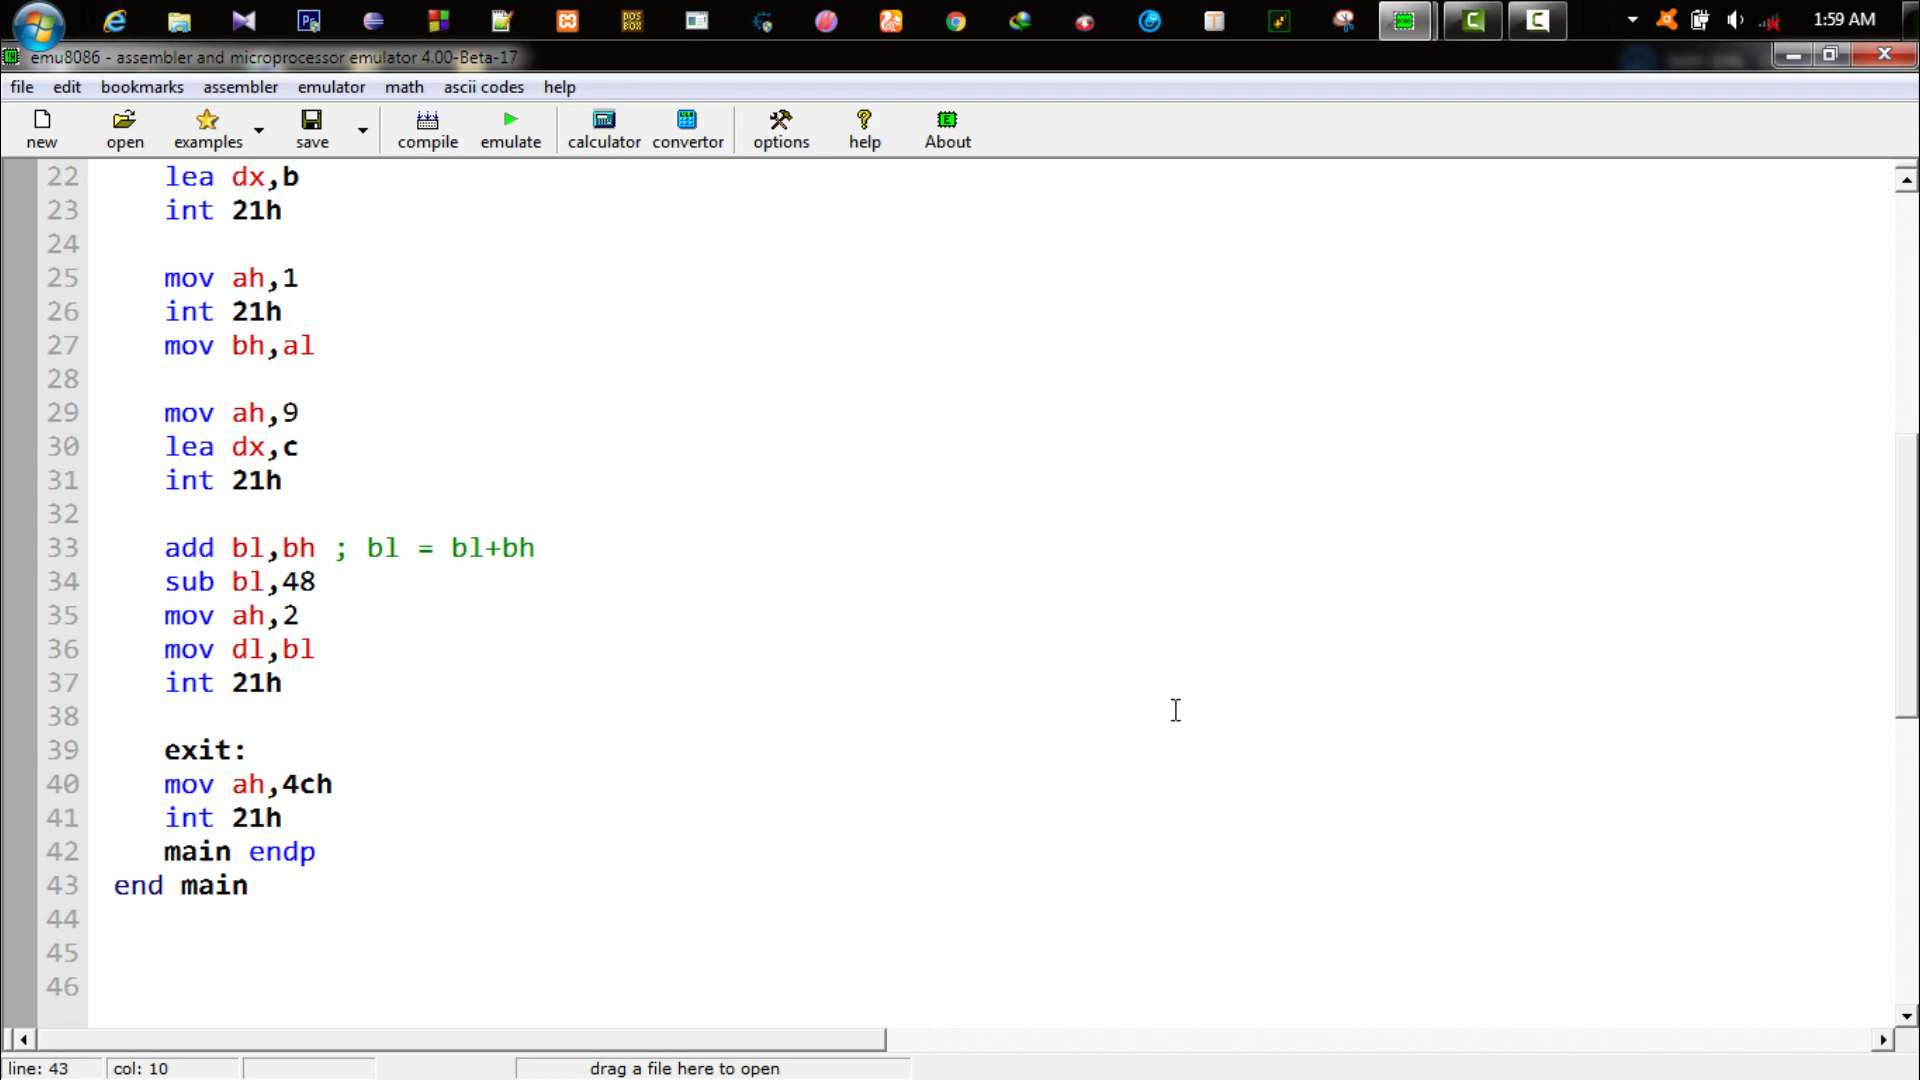 1:59 AM
emu8086 - assembler and microprocessor emulator 4.00-Beta-17
file edit bookmarks assembler emulator math ascii codes help
new open examples save compile emulate calculator convertor options help About
22 lea dx,b
23 int 21h
24
25 mov ah,1
26 int 21h
27 mov bh,al
28
29 mov ah,9
30 lea dx,c
31 int 21h
32
33 add bl,bh ; bl = bl+bh
34 sub bl,48
35 mov ah,2
36 mov dl,bl
37 int 21h
38
39 exit:
40 mov ah,4ch
41 int 21h
42 main endp
43 end main
44
45
46
line: 43 col: 10 drag a file here to open